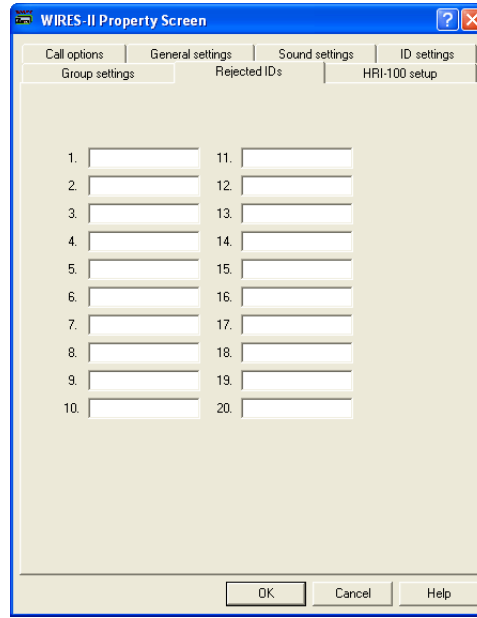 WIRES-II Property Screen
Call options General settings Sound settings ID settings
Group settings Rejected IDs HRI-100 setup
1. 11.
2. 12.
3. 13.
4. 14.
5. 15.
6. 16.
7. 17.
8. 18.
9. 19.
10. 20.
OK Cancel Help